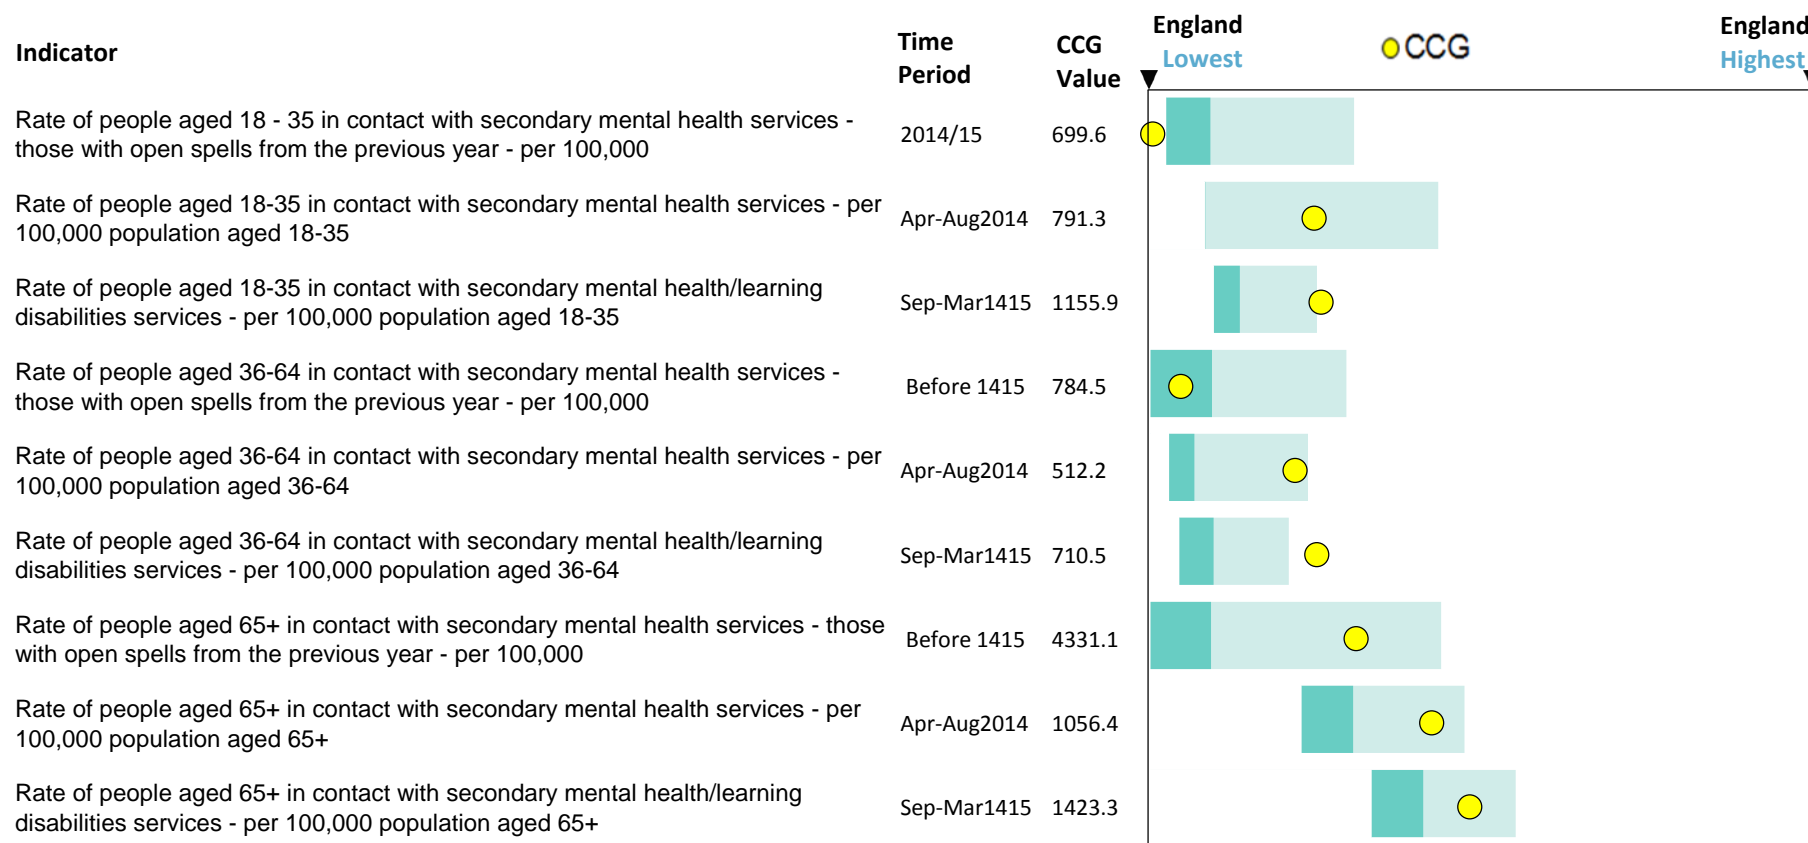 Indicator
Time
Period
CCG
Value
England
Lowest
CCG
England
Highest
Rate of people aged 18 - 35 in contact with secondary mental health services -
those with open spells from the previous year - per 100,000
2014/15 699.6
Rate of people aged 18-35 in contact with secondary mental health services - per
100,000 population aged 18-35
Apr-Aug2014 791.3
Rate of people aged 18-35 in contact with secondary mental health/learning
disabilities services - per 100,000 population aged 18-35
Sep-Mar1415 1155.9
Rate of people aged 36-64 in contact with secondary mental health services -
those with open spells from the previous year - per 100,000
Before 1415 784.5
Rate of people aged 36-64 in contact with secondary mental health services - per
100,000 population aged 36-64
Apr-Aug2014 512.2
Rate of people aged 36-64 in contact with secondary mental health/learning
disabilities services - per 100,000 population aged 36-64
Sep-Mar1415 710.5
Rate of people aged 65+ in contact with secondary mental health services - those
with open spells from the previous year - per 100,000
Before 1415 4331.1
Rate of people aged 65+ in contact with secondary mental health services - per
100,000 population aged 65+
Apr-Aug2014 1056.4
Rate of people aged 65+ in contact with secondary mental health/learning
disabilities services - per 100,000 population aged 65+
Sep-Mar1415 1423.3